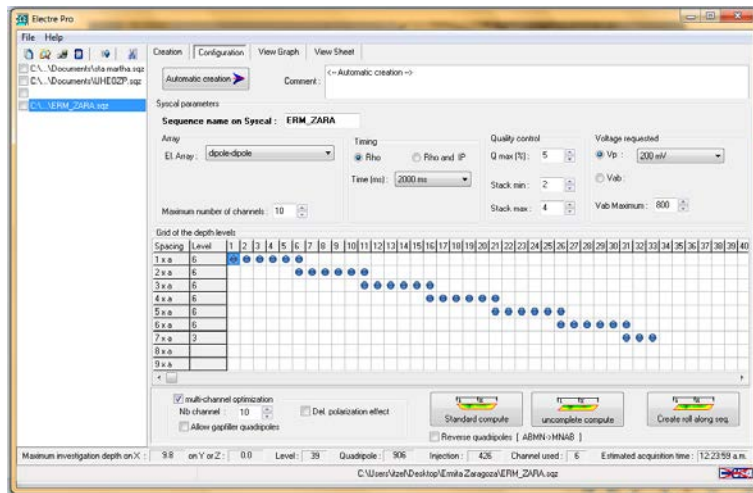 Electre Pro
File Help
Creation Configuration View Graph View Sheet
C:\...\Documents\sta martha.sqz
C:\...\Documents\UHEGZP.sqz
C:\...\ERM_ZARA.sqz
Automatic creation
Comment :
<-- Automatic creation -->
Syscal parameters
Sequence name on Syscal : ERM_ZARA
Array
El. Array : dipole-dipole
Maximum number of channels : 10
Timing
Rho Rho and IP
Time (ms) : 2000 ms
Quality control
Q max (%) : 5
Stack min : 2
Stack max : 4
Voltage requested
Vp : 200 mV
Vab :
Vab Maximum : 800
Grid of the depth levels
Spacing Level 1 2 3 4 5 6 7 8 9 10 11 12 13 14 15 16 17 18 19 20 21 22 23 24 25 26 27 28 29 30 31 32 33 34 35 36 37 38 39 40
1 x a 6
2 x a 6
3 x a 6
4 x a 6
5 x a 6
6 x a 6
7 x a 3
8 x a
9 x a
multi-channel optimization
Nb channel : 10
Allow gapfiller quadripoles
Del. polarization effect
Standard compute
uncomplete compute
Create roll along seq.
Reverse quadripoles [ ABMN->MNAB ]
Maximum investigation depth on X : 9.8 on Y or Z : 0.0 Level : 39 Quadripole : 906 Injection : 426 Channel used : 6 Estimated acquisition time : 12:23:59 a.m.
C:\Users\itzel\Desktop\Ermita Zaragoza\ERM_ZARA.sqz